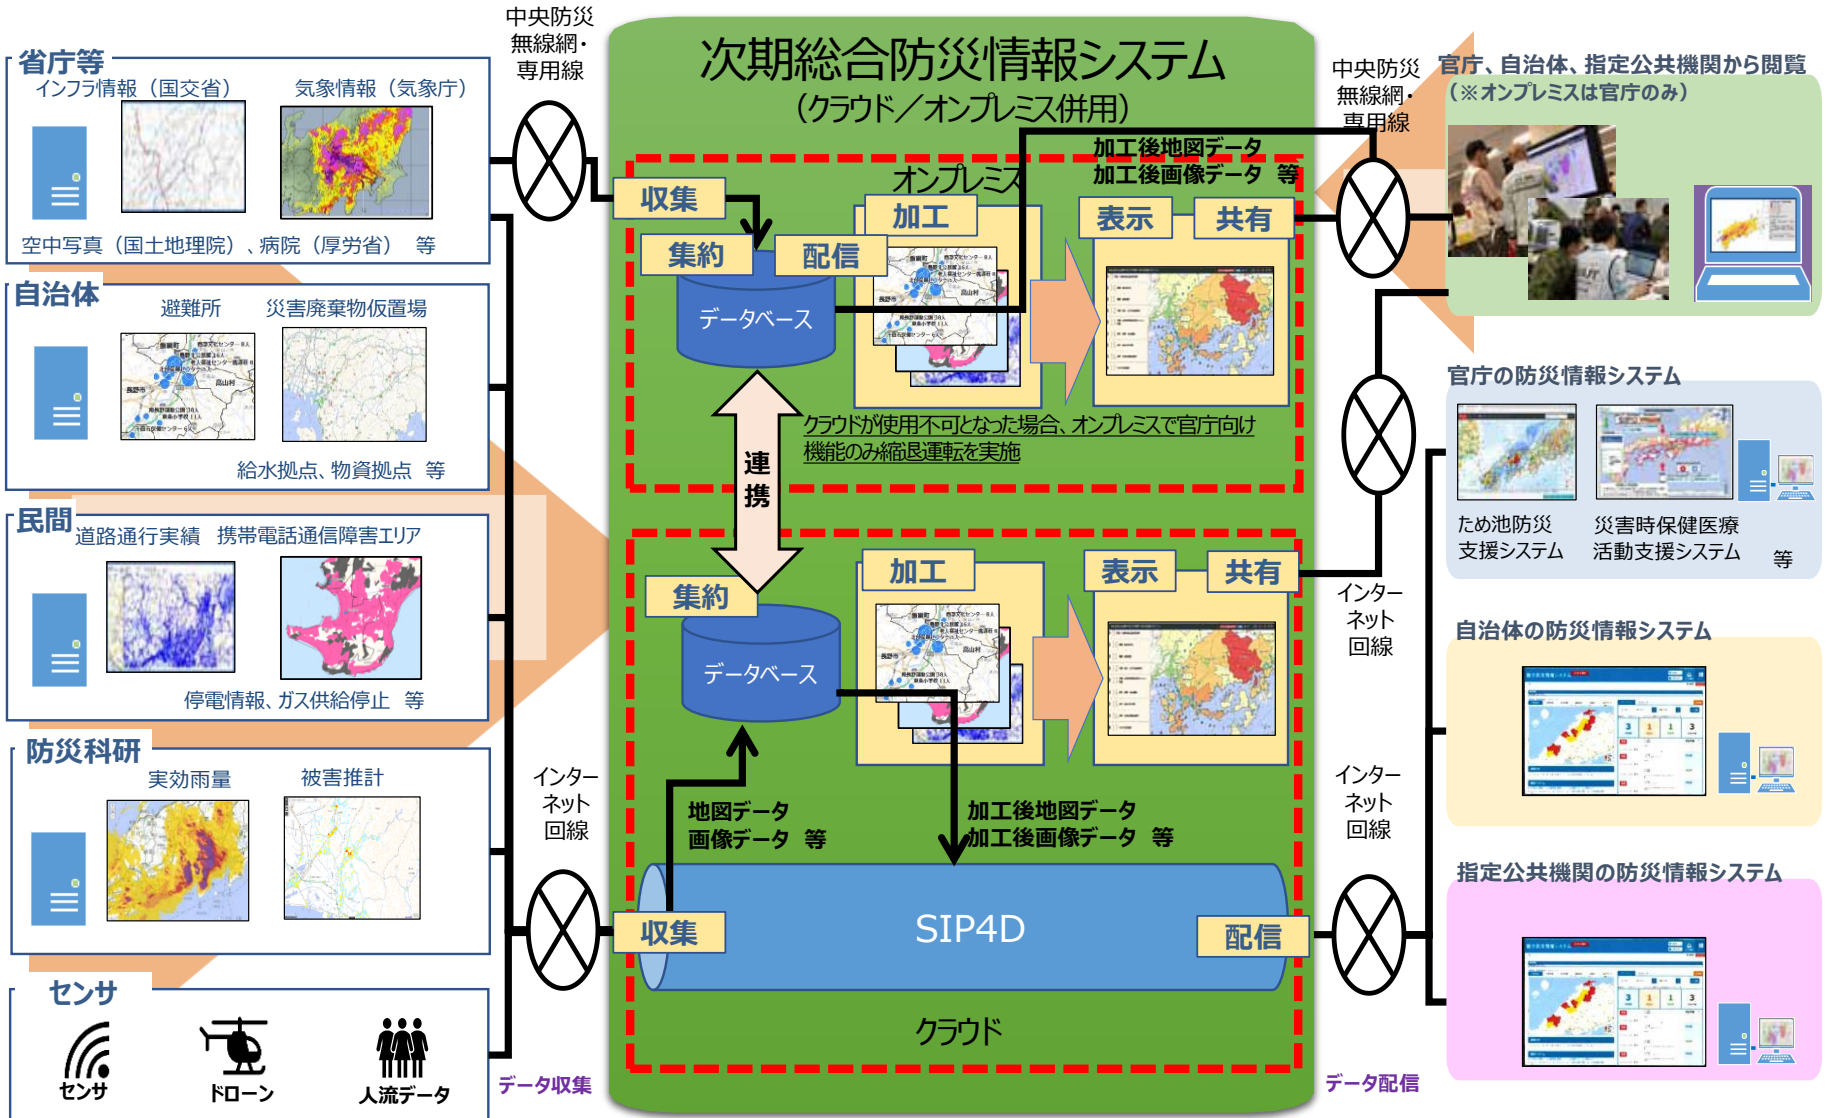 次期総合防災情報システム
（クラウド／オンプレミス併用）
省庁等
インフラ情報（国交省）
気象情報（気象庁）
空中写真（国土地理院）、病院（厚労省）　等
自治体
避難所
災害廃棄物仮置場
給水拠点、物資拠点　等
民間
道路通行実績
携帯電話通信障害エリア
停電情報、ガス供給停止　等
防災科研
実効雨量
被害推計
センサ
センサ
ドローン
人流データ
中央防災
無線網・
専用線
インター
ネット
回線
データ収集
オンプレミス
収集
集約
配信
データベース
加工
表示
共有
加工後地図データ
加工後画像データ　等
クラウドが使用不可となった場合、オンプレミスで官庁向け
機能のみ縮退運転を実施
連
携
集約
データベース
加工
表示
共有
地図データ
画像データ　等
加工後地図データ
加工後画像データ　等
収集
SIP4D
配信
クラウド
中央防災
無線網・
専用線
インター
ネット
回線
インター
ネット
回線
データ配信
官庁、自治体、指定公共機関から閲覧
（※オンプレミスは官庁のみ）
官庁の防災情報システム
ため池防災
支援システム
災害時保健医療
活動支援システム
等
自治体の防災情報システム
指定公共機関の防災情報システム